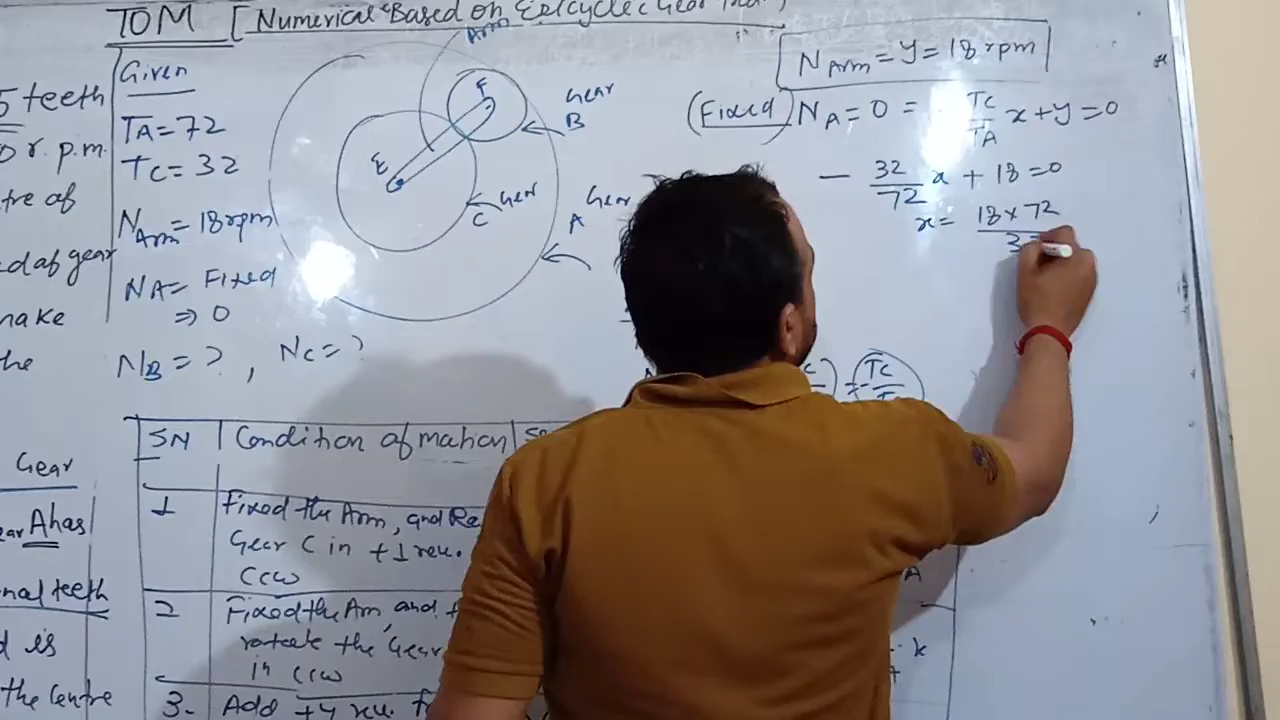 TOM [Numerical Based on Epicyclic Gear
5 teeth
r.p.m.
tre of
d of gear
make
the
Gear
ear A has
nal teeth
d is
the Centre
Given
TA = 72
TC = 32
NArm = 18 rpm
NA = Fixed
⇒ 0
NB = ? , NC = ?
Arm
F
E
Gear
B
Gear
C
Gear
A
NArm = y = 18 rpm
(Fixed) NA = 0 = - TC/TA x + y = 0
- 32/72 x + 18 = 0
x = 18 × 72
3
TC
SN | Condition of motion
1 Fixed the Arm, and Re
Gear C in +1 rev.
CCW
2 Fixed the Arm, and
rotate the Gear
in CCW
3. Add +y rev.